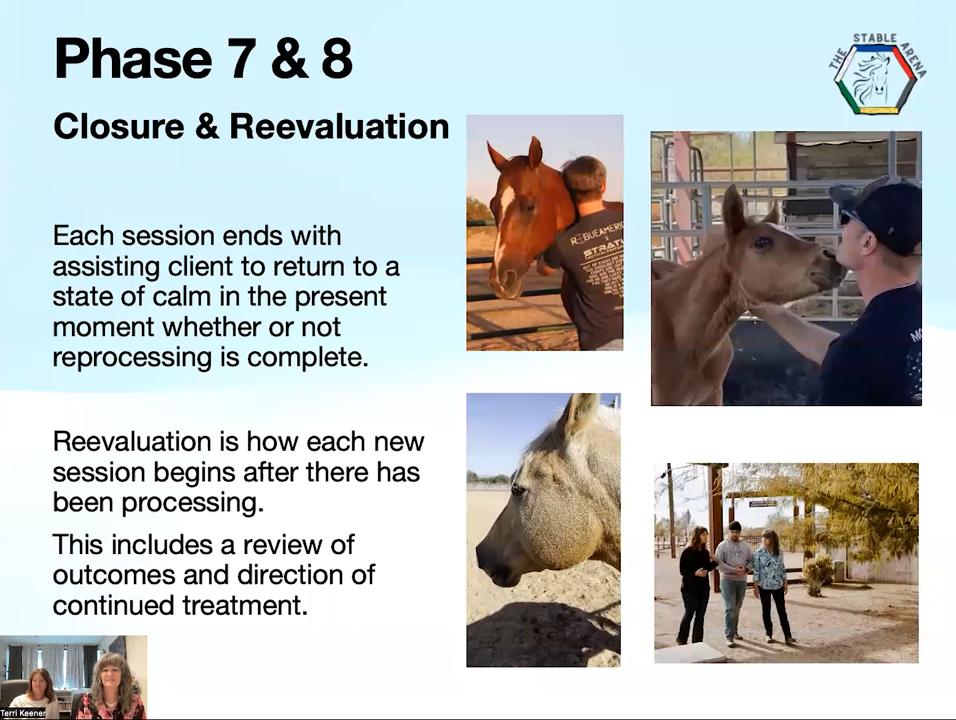 Phase 7 & 8
THE STABLE ARENA
Closure & Reevaluation
Each session ends with
assisting client to return to a
state of calm in the present
moment whether or not
reprocessing is complete.
Reevaluation is how each new
session begins after there has
been processing.
This includes a review of
outcomes and direction of
continued treatment.
STRATU
Terri Keener